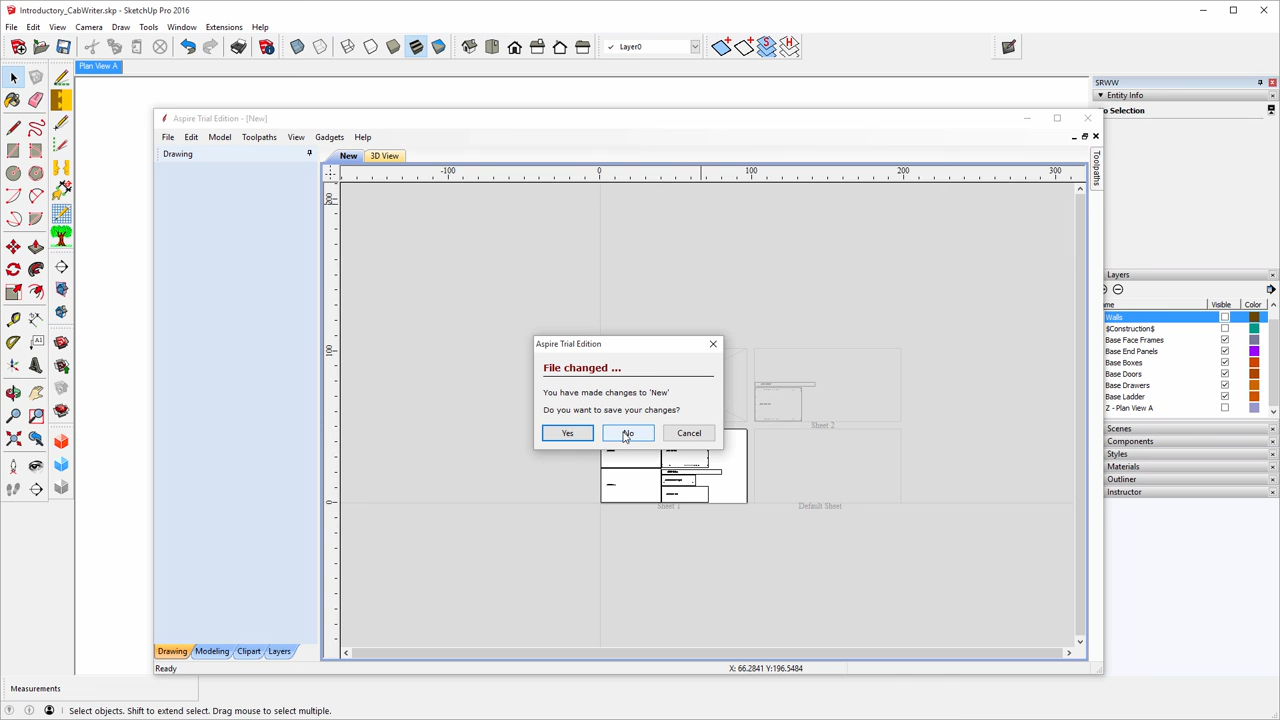 Introductory_CabWriter.skp - SketchUp Pro 2016
File Edit View Camera Draw Tools Window Extensions Help
Layer0
Plan View A
SRWW
Entity Info
o Selection
Aspire Trial Edition - [New]
File Edit Model Toolpaths View Gadgets Help
Drawing
New 3D View
Toolpaths
-100 0 100 200 300
200
100
0
Aspire Trial Edition
File changed ...
You have made changes to 'New'
Do you want to save your changes?
Yes No Cancel
Sheet 2
Sheet 1
Default Sheet
Layers
me Visible Color
Walls
$Construction$
Base Face Frames
Base End Panels
Base Boxes
Base Doors
Base Drawers
Base Ladder
Z - Plan View A
Scenes
Components
Styles
Materials
Outliner
Instructor
Drawing Modeling Clipart Layers
Ready X: 66.2841 Y:196.5484
Measurements
Select objects. Shift to extend select. Drag mouse to select multiple.